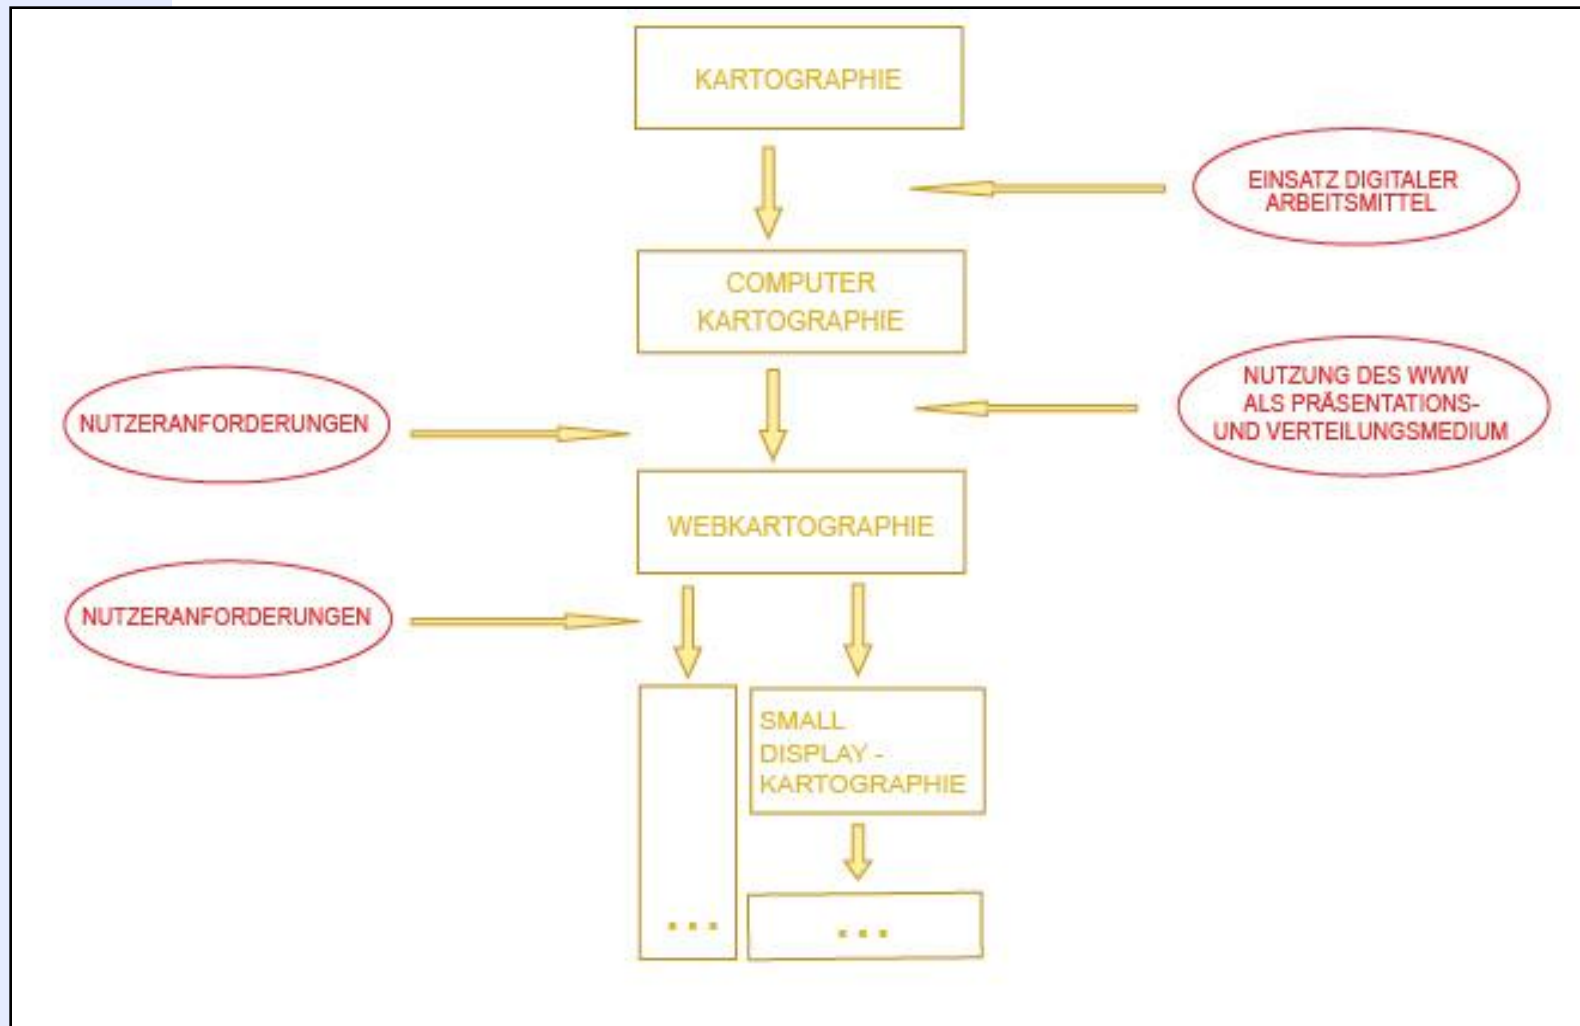 KARTOGRAPHIE
EINSATZ DIGITALER
ARBEITSMITTEL
COMPUTER
KARTOGRAPHIE
NUTZERANFORDERUNGEN
NUTZUNG DES WWW
ALS PRÄSENTATIONS-
UND VERTEILUNGSMEDIUM
WEBKARTOGRAPHIE
NUTZERANFORDERUNGEN
SMALL
DISPLAY -
KARTOGRAPHIE
...
...